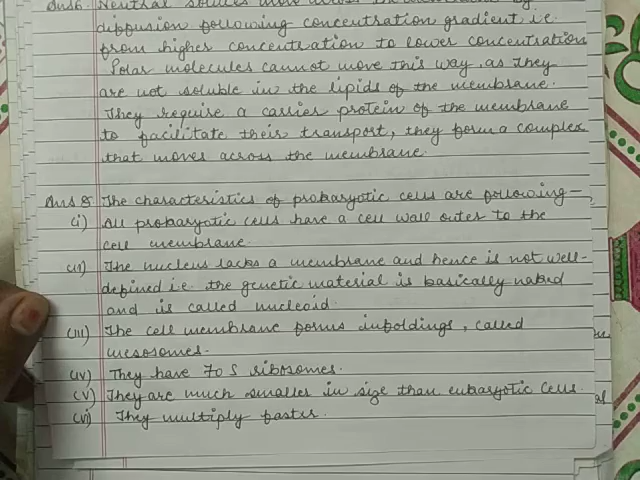 Ans6. Neutral solutes move across the membrane by
diffusion following concentration gradient i.e.
from higher concentration to lower concentration
Polar molecules cannot move this way, as they
are not soluble in the lipids of the membrane.
They require a carrier protein of the membrane
to facilitate their transport, they form a complex
that moves across the membrane.
Ans 8 The characteristics of prokaryotic cells are following—
(i) All prokaryotic cells have a cell wall outer to the
cell membrane.
(ii) The nucleus lacks a membrane and hence is not well-
defined i.e. the genetic material is basically naked
and is called nucleoid.
(iii) The cell membrane forms infoldings, called
mesosomes.
(iv) They have 70 S ribosomes.
(v) They are much smaller in size than eukaryotic cells.
(vi) They multiply faster.